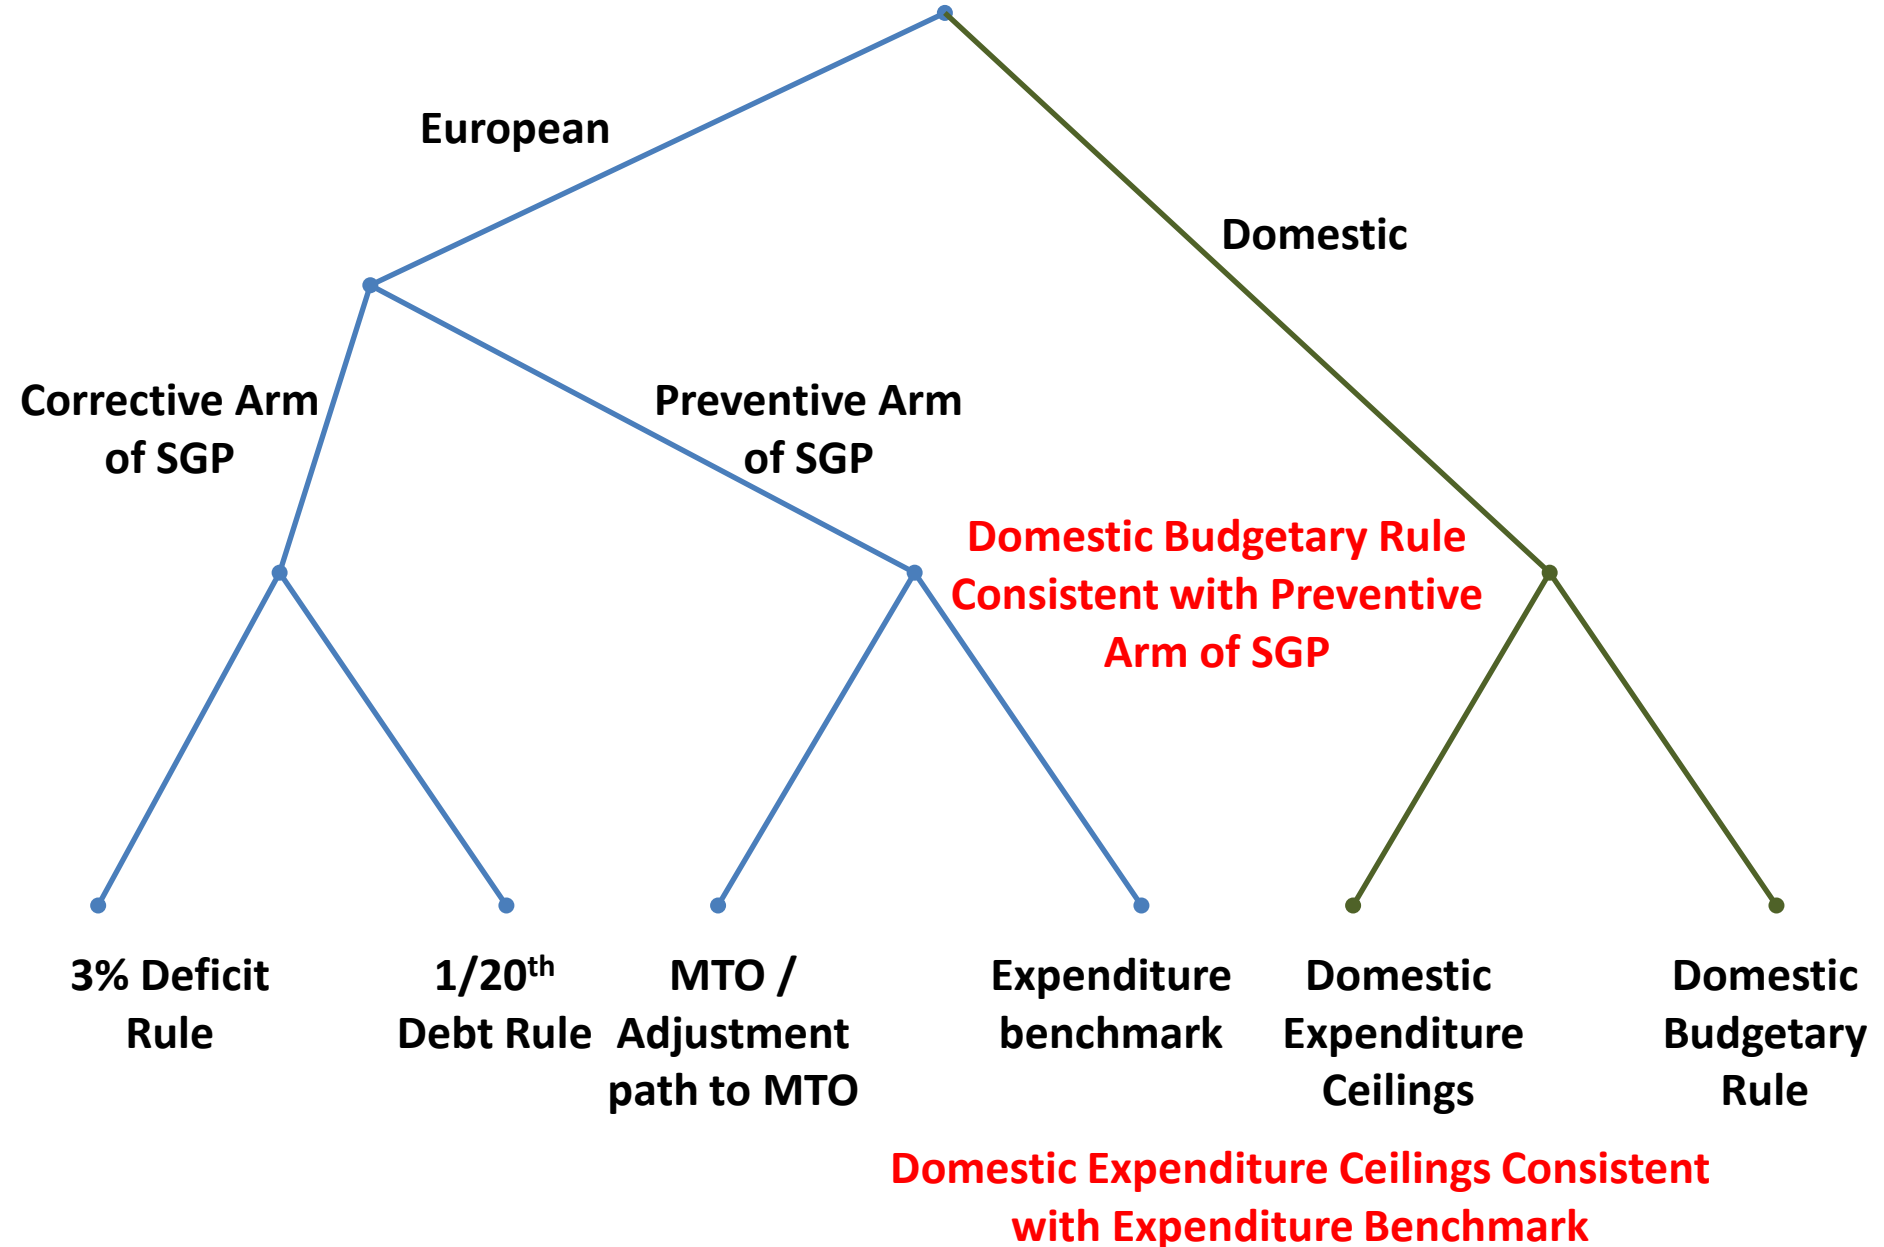 European
Domestic
Corrective Arm
of SGP
Preventive Arm
of SGP
Domestic Budgetary Rule
Consistent with Preventive
Arm of SGP
3% Deficit
Rule
1/20th
Debt Rule
MTO /
Adjustment
path to MTO
Expenditure
benchmark
Domestic
Expenditure
Ceilings
Domestic
Budgetary
Rule
Domestic Expenditure Ceilings Consistent
with Expenditure Benchmark